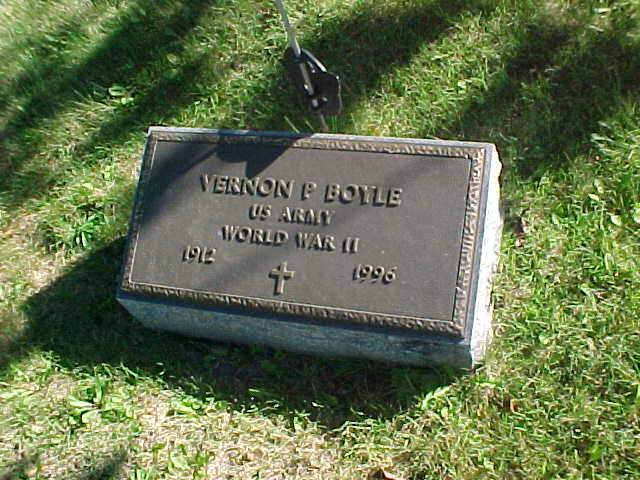 VERNON P BOYLE
US ARMY
WORLD WAR II
1912 1996